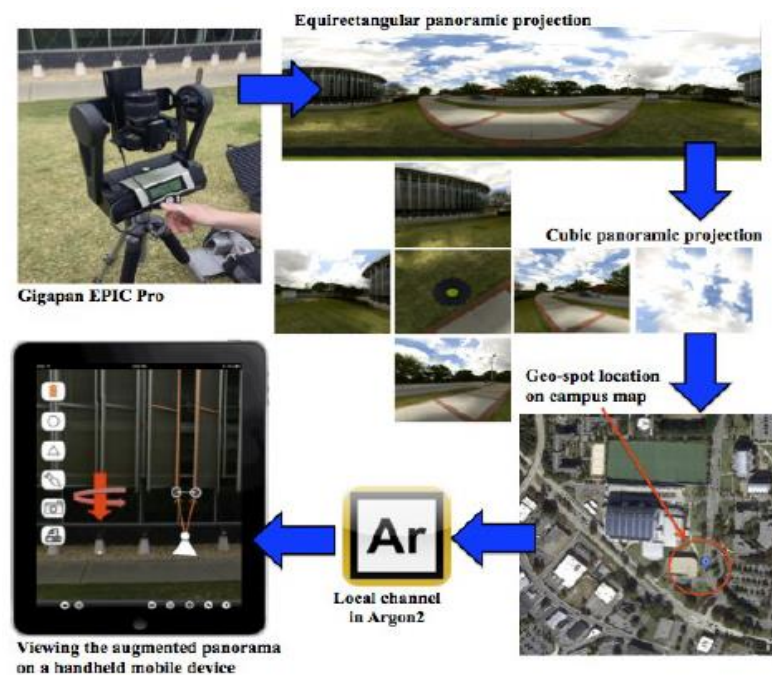 Equirectangular panoramic projection
Gigapan EPIC Pro
Cubic panoramic projection
Geo-spot location
on campus map
Ar
Local channel
in Argon2
Viewing the augmented panorama
on a handheld mobile device